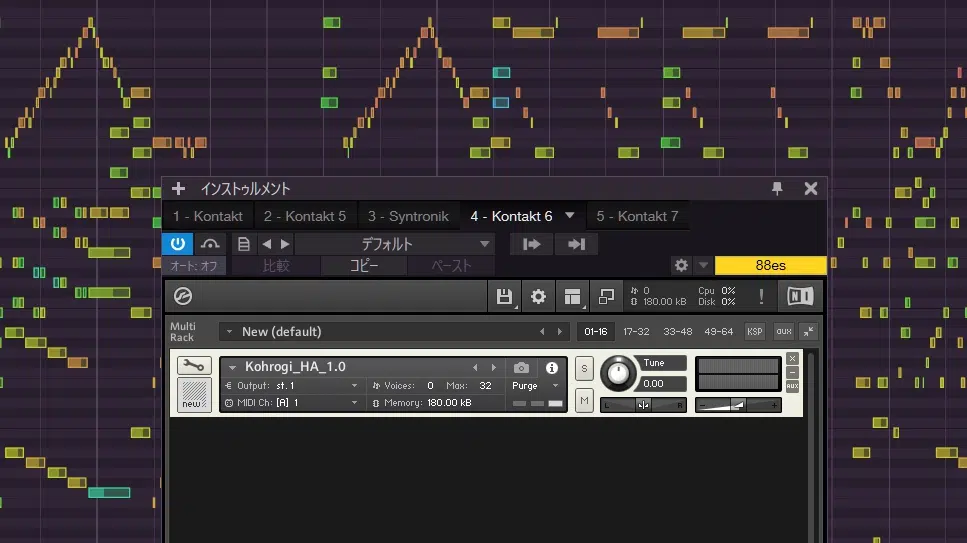 インストゥルメント
1 - Kontakt 2 - Kontakt 5 3 - Syntronik 4 - Kontakt 6 5 - Kontakt 7
デフォルト
オート: オフ 比較 コピー ペースト 88es
0 Cpu 0%
180.00 kB Disk 0% ! NI
Multi
Rack New (default) 01-16 17-32 33-48 49-64 KSP aux
Kohrogi_HA_1.0 i S Tune
Output: st.1 Voices: 0 Max: 32 Purge 0.00
new MIDI Ch: [A] 1 Memory: 180.00 kB M L R - + AUX